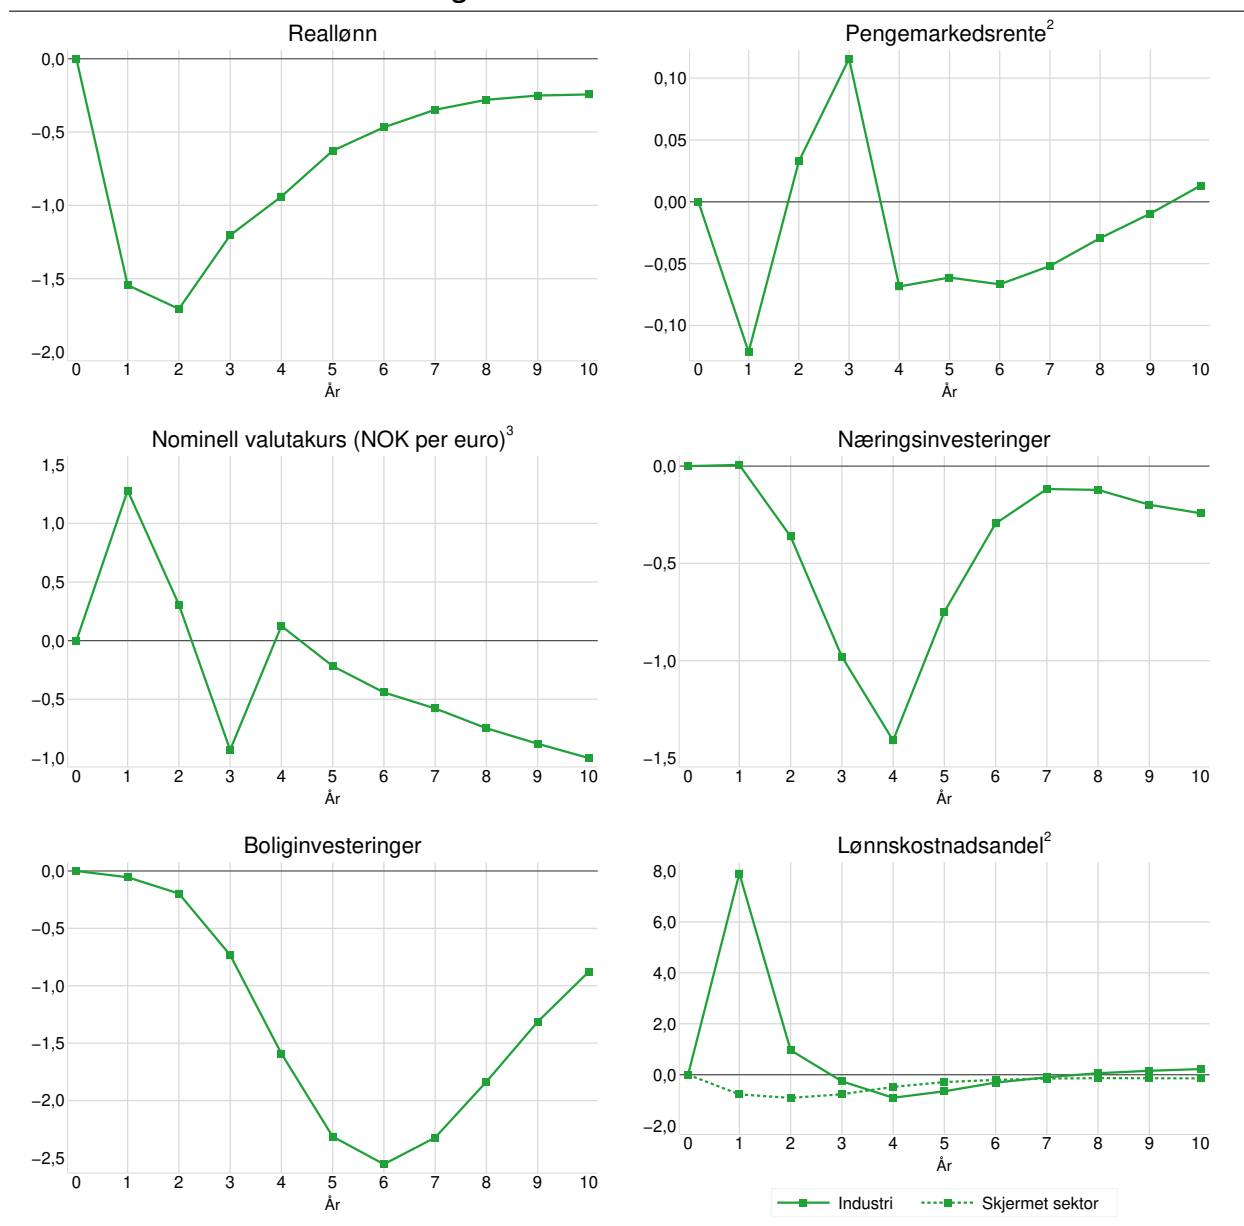 Reallønn
0,0
−0,5
−1,0
−1,5
−2,0
0 1 2 3 4 5 6 7 8 9 10
År
Pengemarkedsrente²
0,10
0,05
0,00
−0,05
−0,10
0 1 2 3 4 5 6 7 8 9 10
År
Nominell valutakurs (NOK per euro)³
1,5
1,0
0,5
0,0
−0,5
−1,0
0 1 2 3 4 5 6 7 8 9 10
År
Næringsinvesteringer
0,0
−0,5
−1,0
−1,5
0 1 2 3 4 5 6 7 8 9 10
År
Boliginvesteringer
0,0
−0,5
−1,0
−1,5
−2,0
−2,5
0 1 2 3 4 5 6 7 8 9 10
År
Lønnskostnadsandel²
8,0
6,0
4,0
2,0
0,0
−2,0
0 1 2 3 4 5 6 7 8 9 10
År
Industri Skjermet sektor